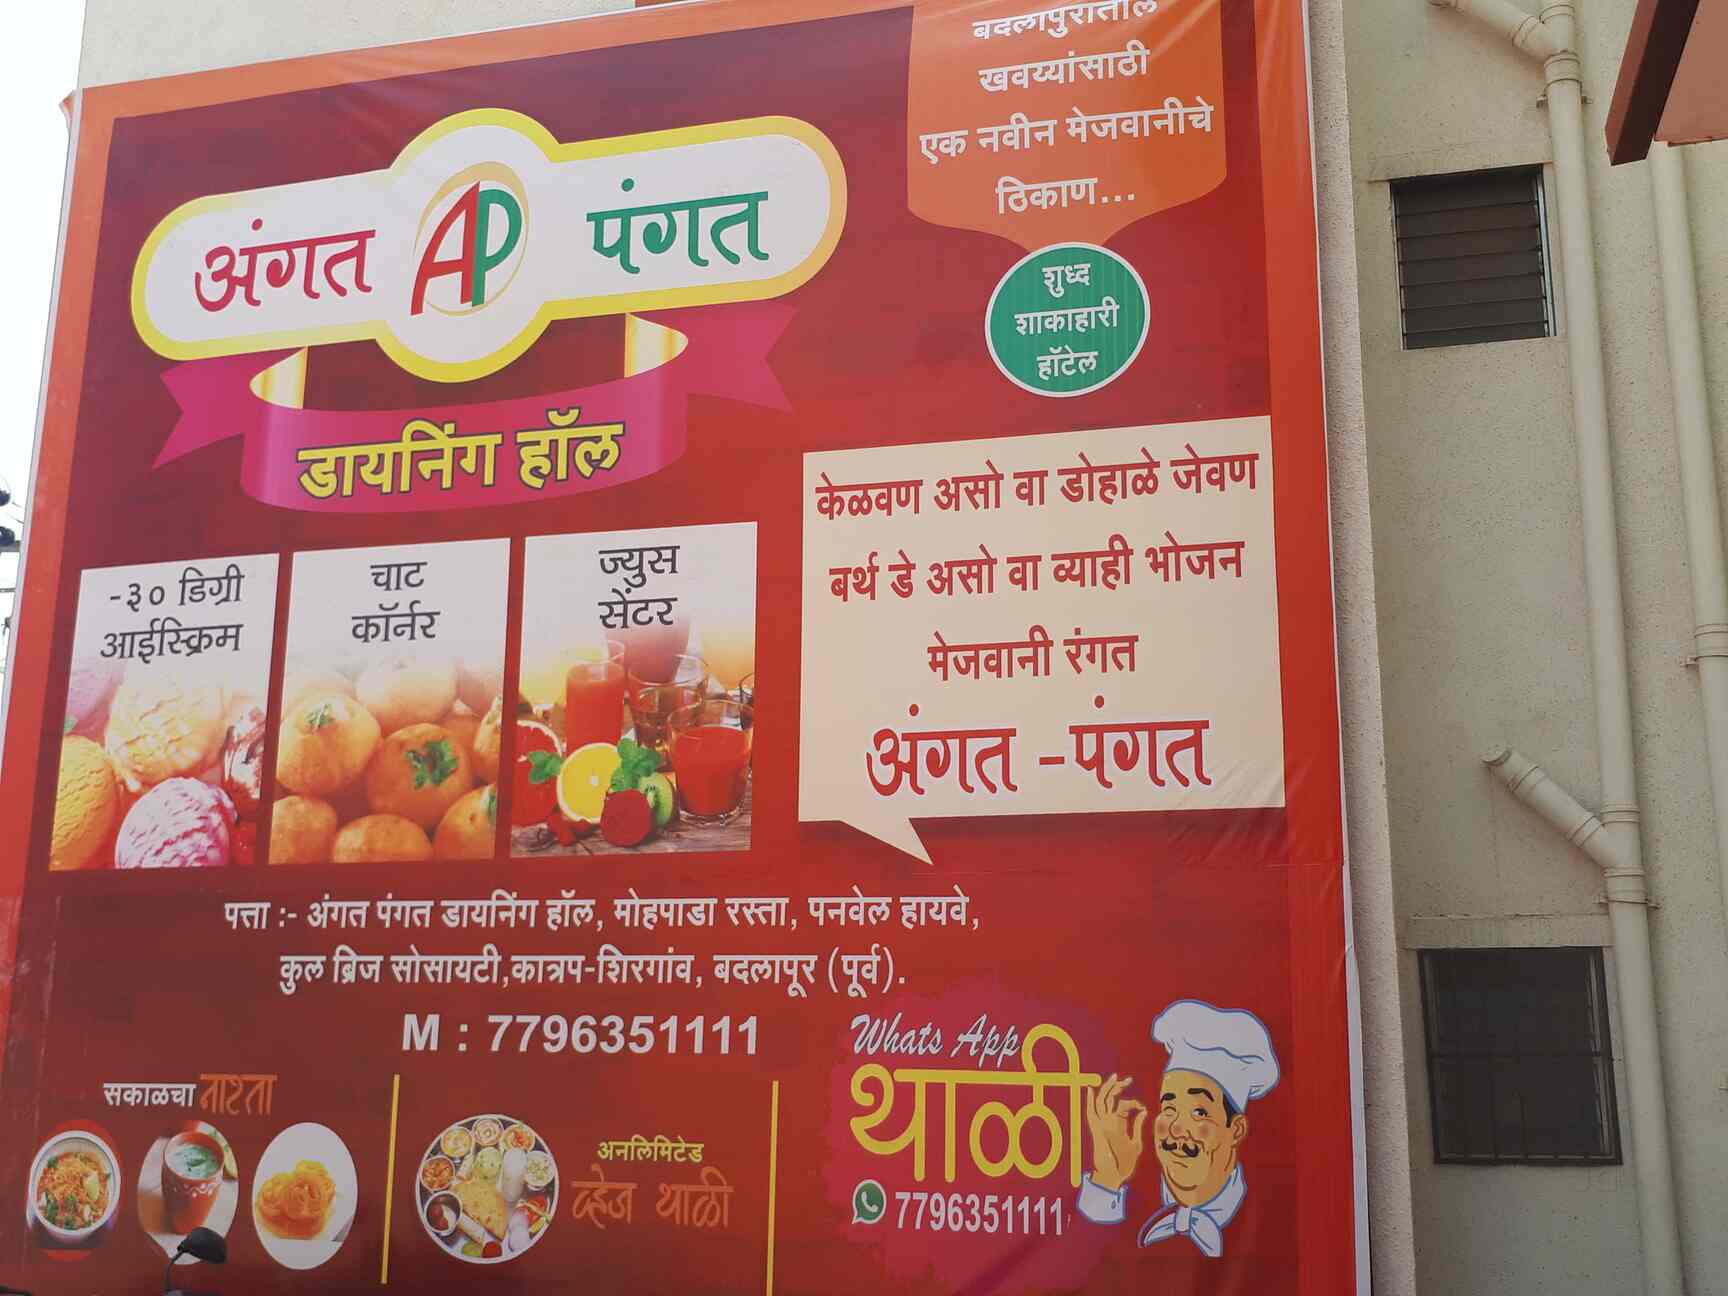 बदलापुरातील
खवय्यांसाठी
एक नवीन मेजवानीचे
ठिकाण...
अंगत AP पंगत
डायनिंग हॉल
शुध्द
शाकाहारी
हॉटेल
केळवण असो वा डोहाळे जेवण
बर्थ डे असो वा व्याही भोजन
मेजवानी रंगत
अंगत -पंगत
-३० डिग्री
आईस्क्रिम
चाट
कॉर्नर
ज्युस
सेंटर
पत्ता :- अंगत पंगत डायनिंग हॉल, मोहपाडा रस्ता, पनवेल हायवे,
कुल ब्रिज सोसायटी,कात्रप-शिरगांव, बदलापूर (पूर्व).
M : 7796351111
सकाळचा नाश्ता
अनलिमिटेड
व्हेज थाळी
Whats App
थाळी
7796351111